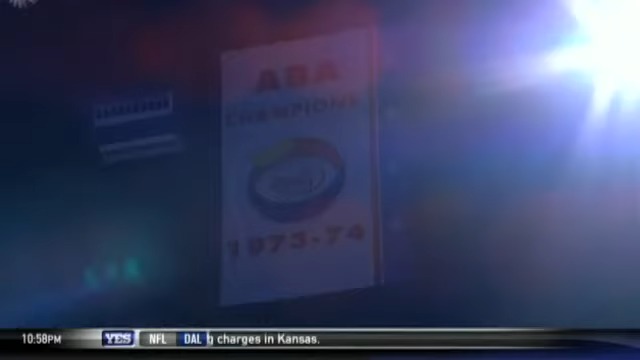 ABA
CHAMPIONS
1973-74
10:58PM YES NFL DAL g charges in Kansas.